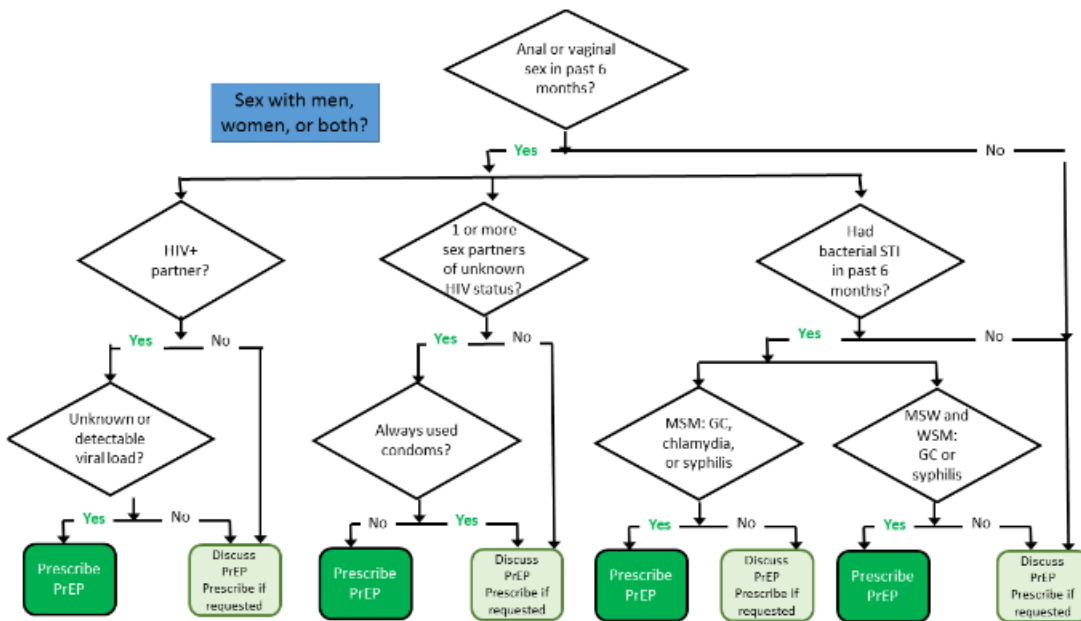 Anal or vaginal
sex in past 6
months?
Sex with men,
women, or both?
Yes
No
HIV+
partner?
1 or more
sex partners
of unknown
HIV status?
Had
bacterial STI
in past 6
months?
Yes
No
Yes
No
Yes
No
Unknown or
detectable
viral load?
Always used
condoms?
MSM: GC,
chlamydia,
or syphilis
MSW and
WSM:
GC or
syphilis
Yes
No
No
Yes
Yes
No
Yes
No
Prescribe
PrEP
Discuss
PrEP
Prescribe if
requested
Prescribe
PrEP
Discuss
PrEP
Prescribe if
requested
Prescribe
PrEP
Discuss
PrEP
Prescribe if
requested
Prescribe
PrEP
Discuss
PrEP
Prescribe if
requested